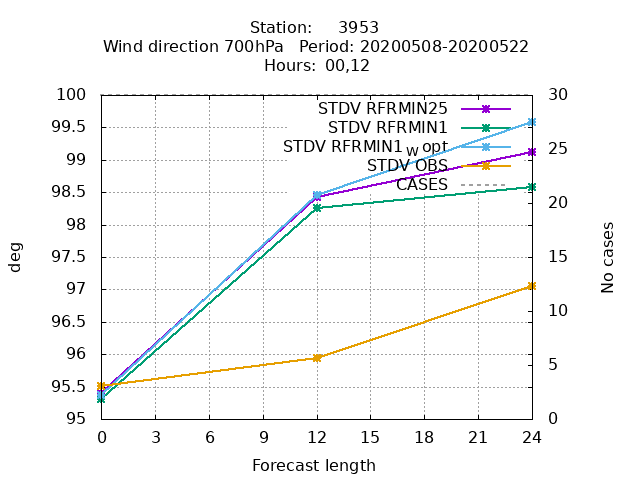 Station: 3953
Wind direction 700hPa Period: 20200508-20200522
Hours: 00,12
100
99.5
99
98.5
98
97.5
97
96.5
96
95.5
95
deg
STDV RFRMIN25
STDV RFRMIN1
STDV RFRMIN1wopt
STDV OBS
CASES
30
25
20
15
10
5
0
No cases
0 3 6 9 12 15 18 21 24
Forecast length